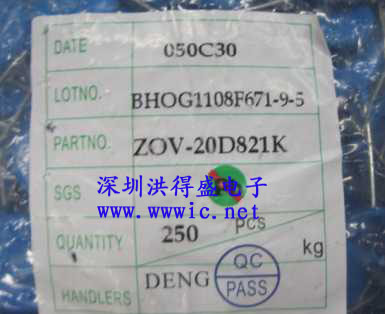 DATE 050C30
LOTNO. BHOG1108F671-9-5
PARTNO. ZOV-20D821K
SGS
深圳洪得盛电子
www.wwic.net
QUANTITY 250 PCS
kg
HANDLERS DENG
QC
PASS